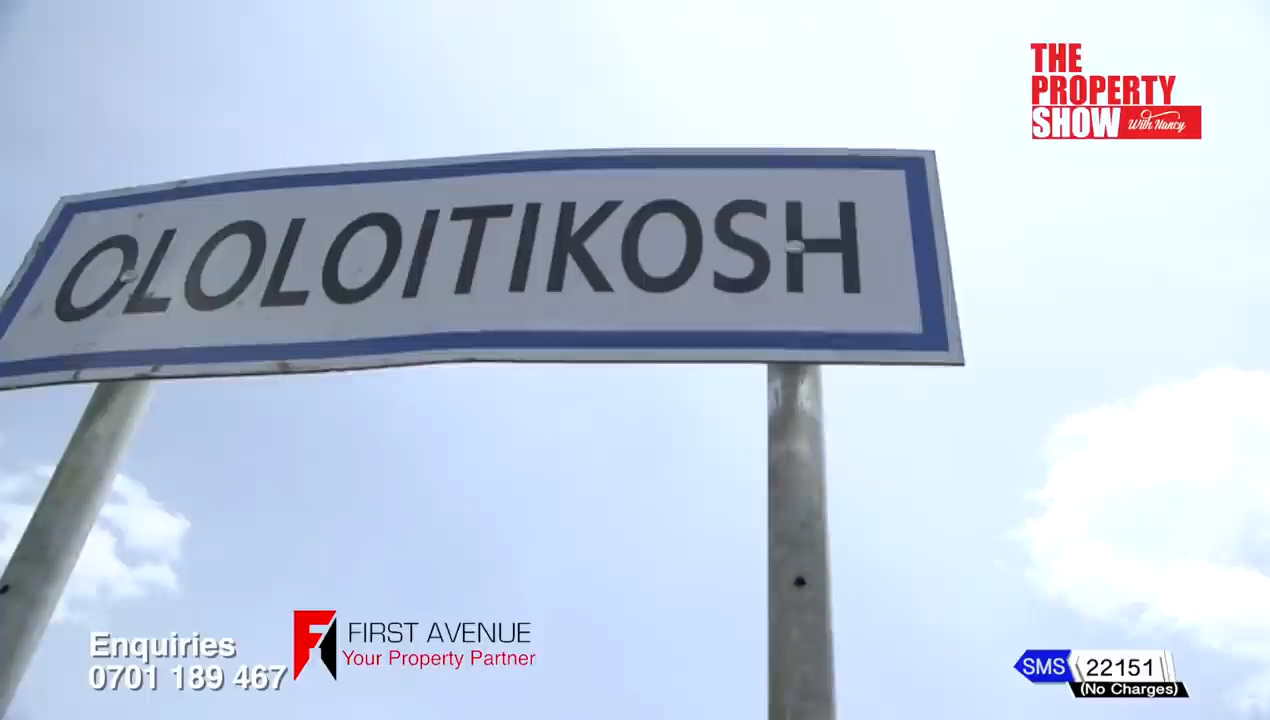 THE
PROPERTY
SHOW With Nancy
OLOLOITIKOSH
Enquiries
0701 189 467
FIRST AVENUE
Your Property Partner
SMS 22151
(No Charges)